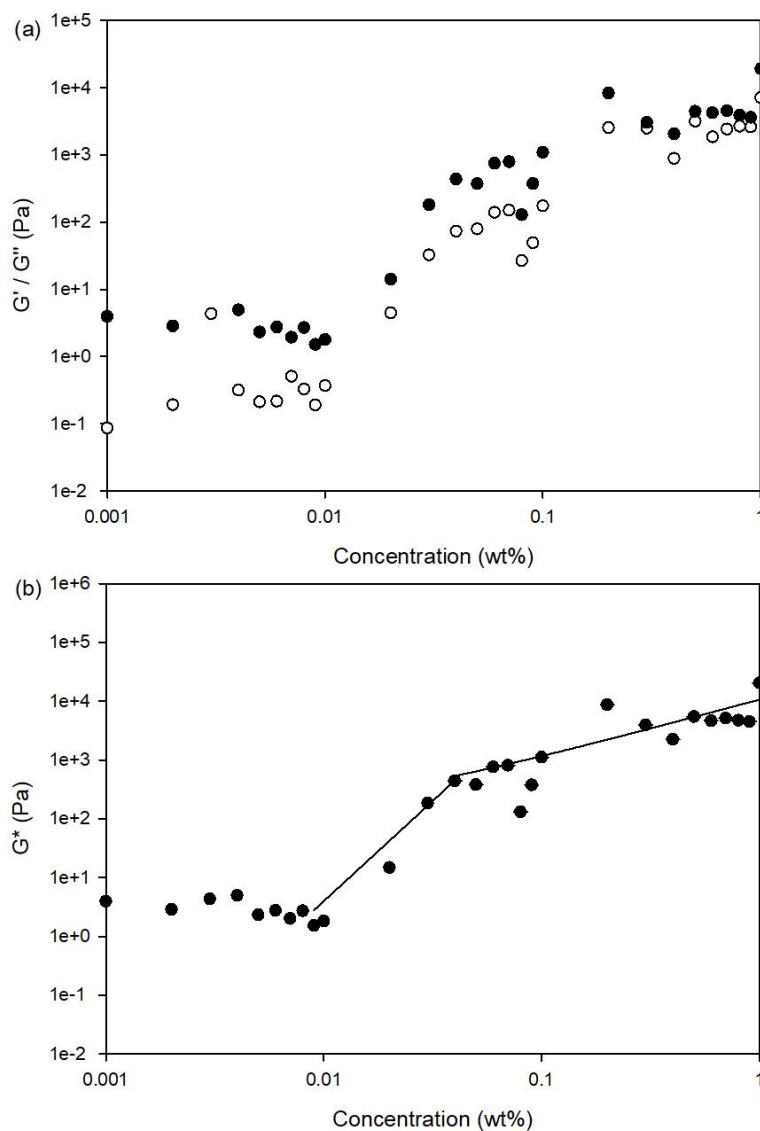 (a)
1e+5
1e+4
1e+3
1e+2
1e+1
1e+0
1e-1
1e-2
G' / G" (Pa)
0.001 0.01 0.1 1
Concentration (wt%)
(b)
1e+6
1e+5
1e+4
1e+3
1e+2
1e+1
1e+0
1e-1
1e-2
G* (Pa)
0.001 0.01 0.1 1
Concentration (wt%)